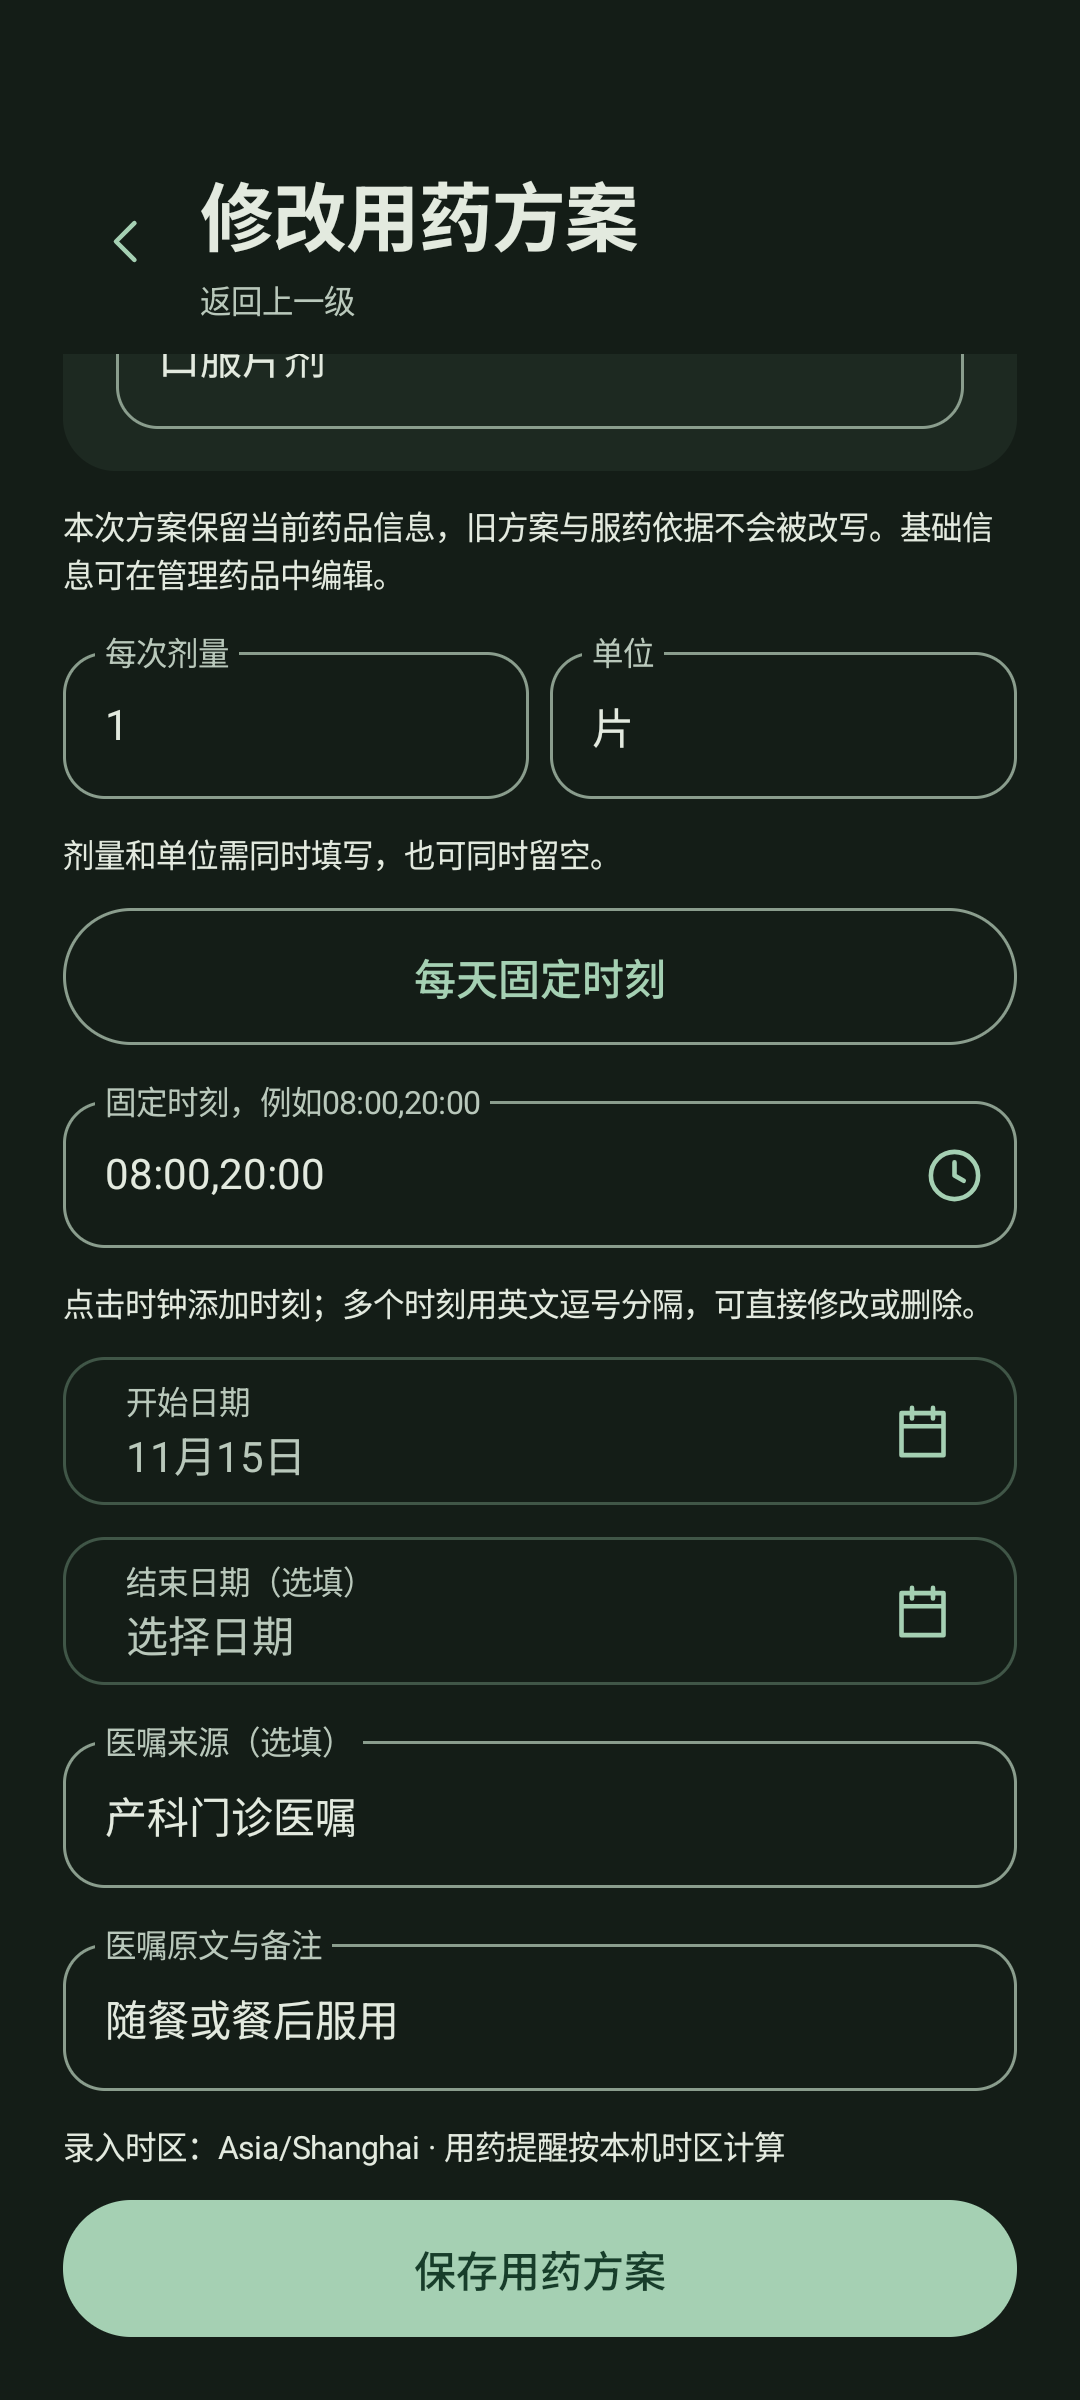 修改用药方案
返回上一级
口服片剂
本次方案保留当前药品信息，旧方案与服药依据不会被改写。基础信
息可在管理药品中编辑。
每次剂量
1
单位
片
剂量和单位需同时填写，也可同时留空。
每天固定时刻
固定时刻，例如08:00,20:00
08:00,20:00
点击时钟添加时刻；多个时刻用英文逗号分隔，可直接修改或删除。
开始日期
11月15日
结束日期（选填）
选择日期
医嘱来源（选填）
产科门诊医嘱
医嘱原文与备注
随餐或餐后服用
录入时区：Asia/Shanghai · 用药提醒按本机时区计算
保存用药方案